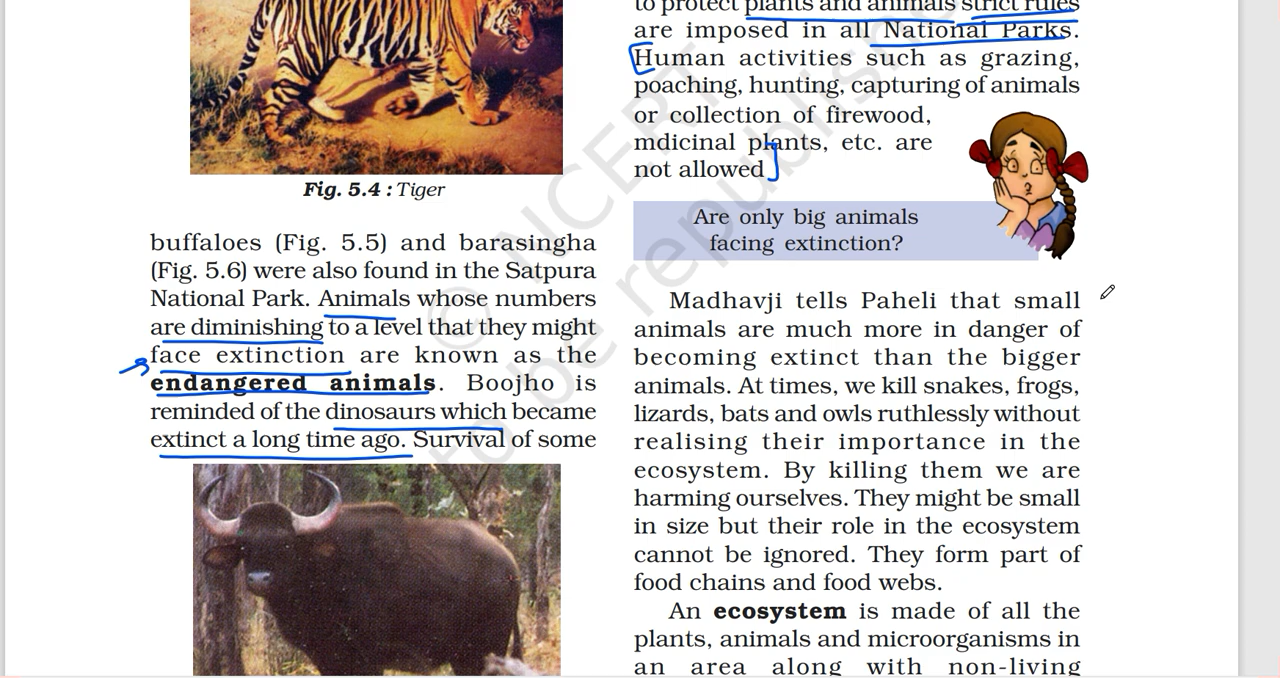 Fig. 5.4 : Tiger
buffaloes (Fig. 5.5) and barasingha
(Fig. 5.6) were also found in the Satpura
National Park. Animals whose numbers
are diminishing to a level that they might
face extinction are known as the
endangered animals. Boojho is
reminded of the dinosaurs which became
extinct a long time ago. Survival of some
to protect plants and animals strict rules
are imposed in all National Parks.
Human activities such as grazing,
poaching, hunting, capturing of animals
or collection of firewood,
mdicinal plants, etc. are
not allowed
Are only big animals
facing extinction?
Madhavji tells Paheli that small
animals are much more in danger of
becoming extinct than the bigger
animals. At times, we kill snakes, frogs,
lizards, bats and owls ruthlessly without
realising their importance in the
ecosystem. By killing them we are
harming ourselves. They might be small
in size but their role in the ecosystem
cannot be ignored. They form part of
food chains and food webs.
An ecosystem is made of all the
plants, animals and microorganisms in
an area along with non-living
© NCERT
to be republish